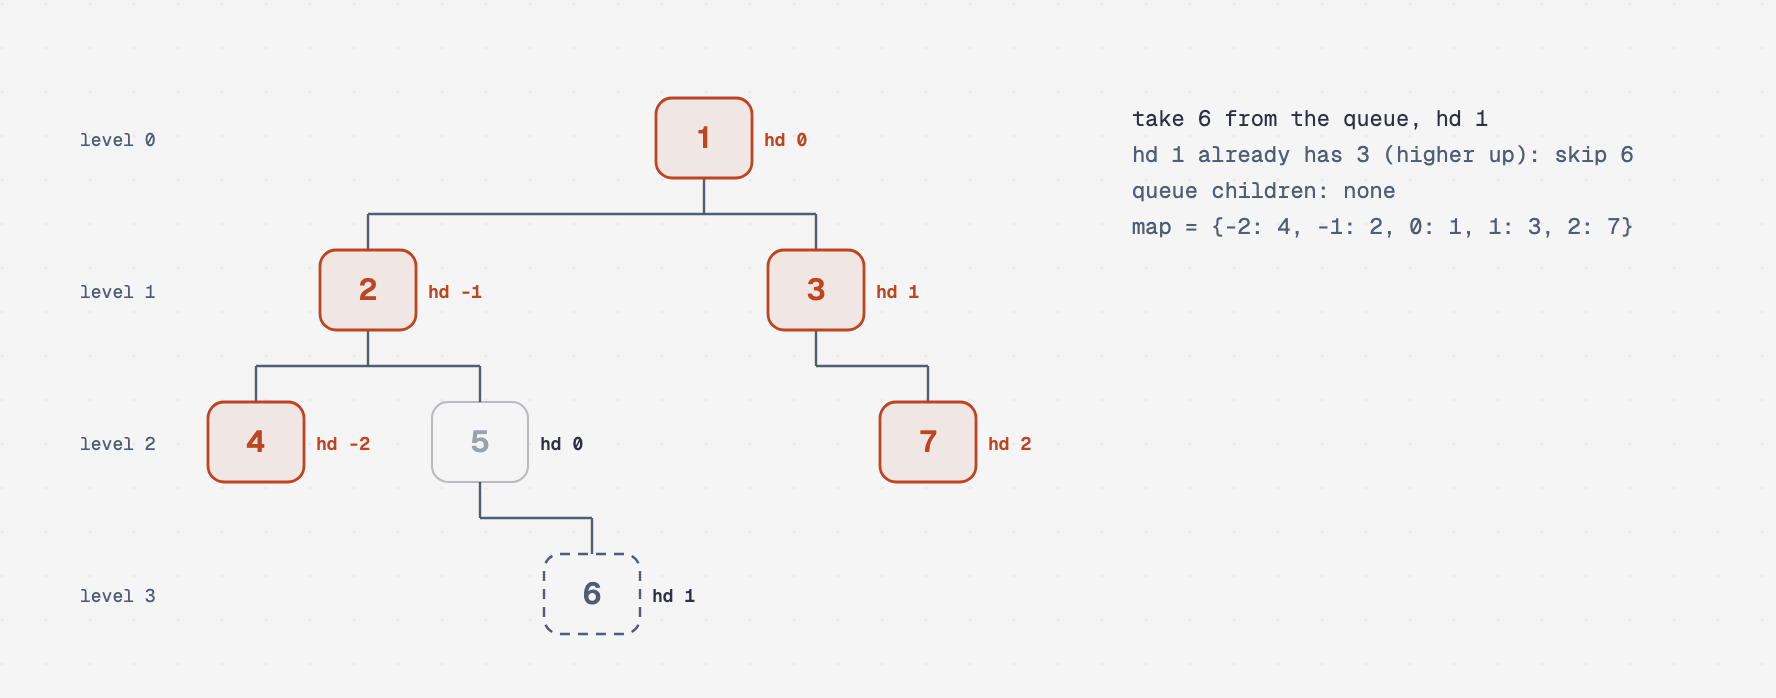 take 6 from the queue, hd 1
hd 1 already has 3 (higher up): skip 6
queue children: none
map = {-2: 4, -1: 2, 0: 1, 1: 3, 2: 7}
level 0
1
hd 0
level 1
2
hd -1
3
hd 1
level 2
4
hd -2
5
hd 0
7
hd 2
level 3
6
hd 1